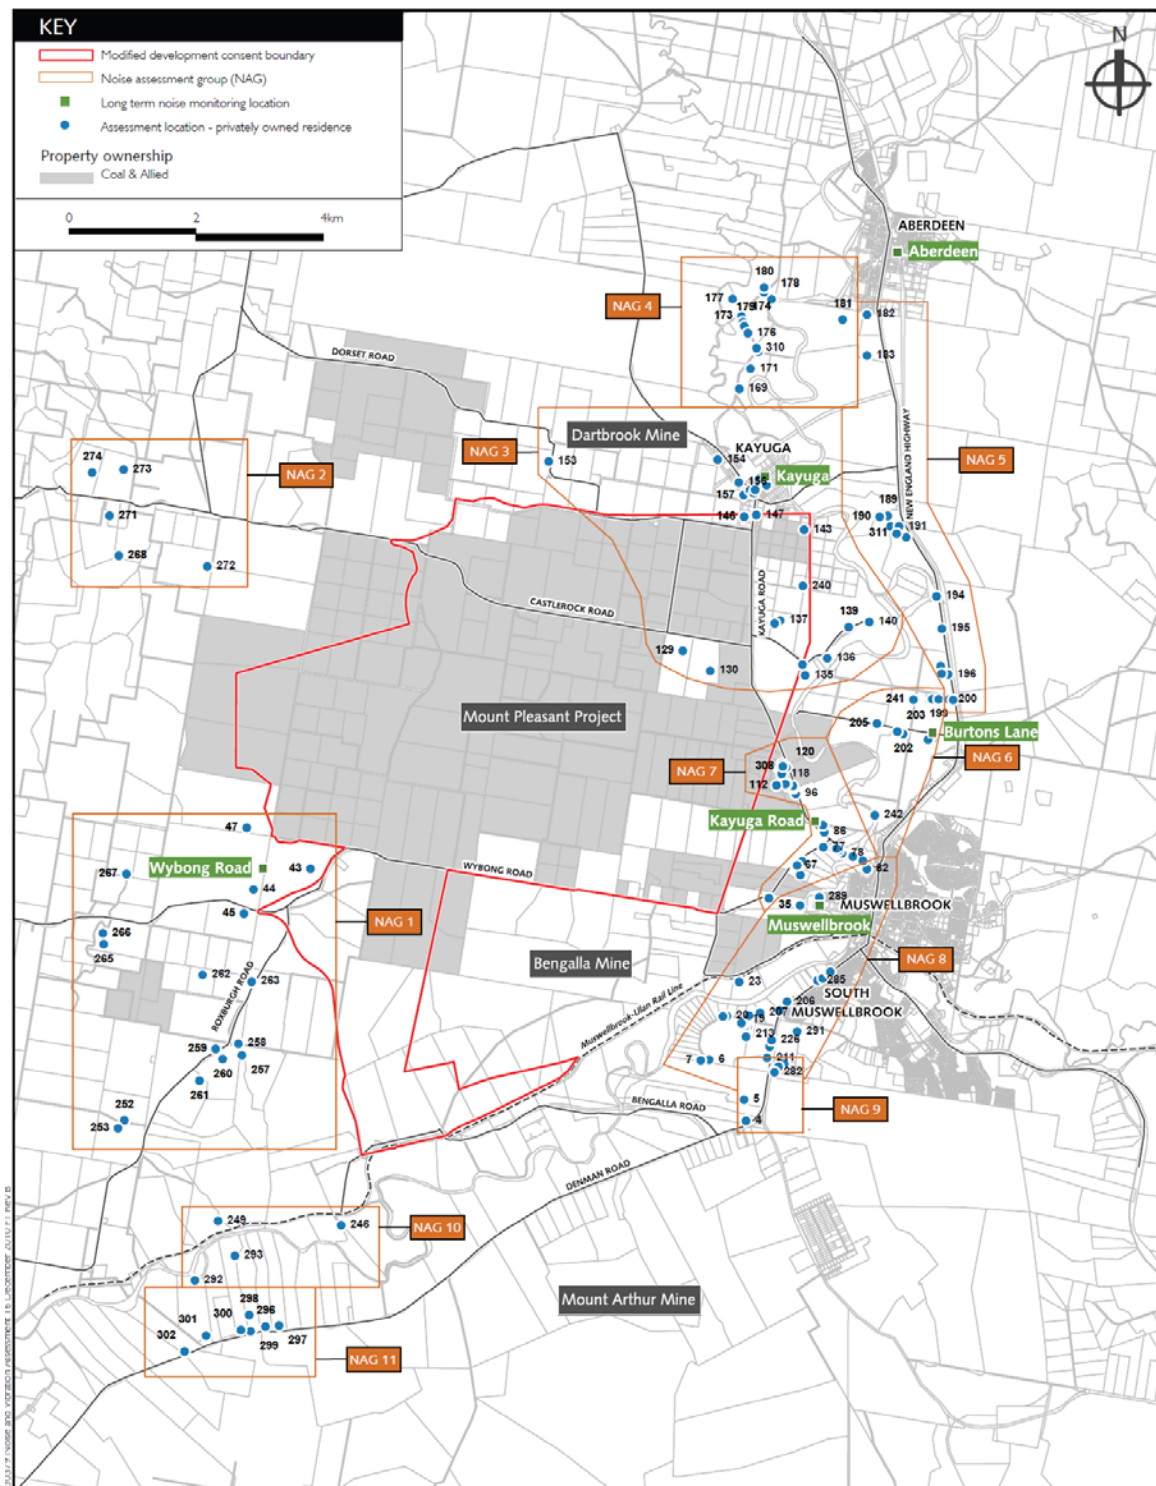 KEY
Modified development consent boundary
Noise assessment group (NAG)
Long term noise monitoring location
Assessment location - privately owned residence
Property ownership
Coal & Allied
0 2 4km
N
ABERDEEN
Aberdeen
180
178
177
179 174
173
181
182
NAG 4
176
310
183
171
169
DORSET ROAD
NEW ENGLAND HIGHWAY
Dartbrook Mine
NAG 3
KAYUGA
153
154
NAG 5
274
273
NAG 2
Kayuga
156
157
271
146
147
189
190
191
143
311
268
272
240
194
CASTLEROCK ROAD
KAYUGA ROAD
137
139
140
195
129
136
130
135
196
241
200
203
199
Mount Pleasant Project
205
Burtons Lane
202
120
NAG 6
308
NAG 7
118
112
96
242
Kayuga Road
86
47
77
78
WYBONG ROAD
67
82
Wybong Road
43
267
44
289
35
MUSWELLBROOK
45
NAG 1
Muswellbrook
266
265
Bengalla Mine
NAG 8
262
263
23
285
ROXBURGH ROAD
SOUTH
MUSWELLBROOK
Muswellbrook-Ulan Rail Line
206
20
19
207
291
213
226
258
259
260
257
7
6
211
282
261
5
BENGALLA ROAD
NAG 9
252
253
4
DENMAN ROAD
249
246
NAG 10
293
292
Mount Arthur Mine
298
300
296
301
302
299
297
NAG 11